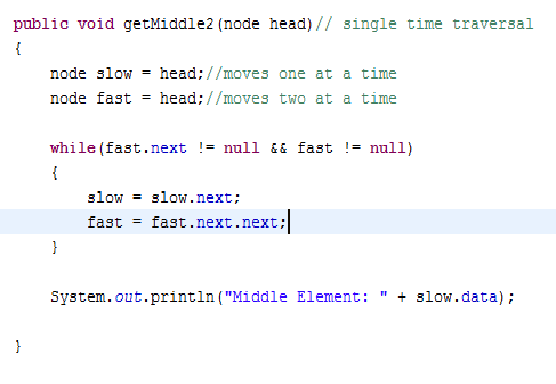 public void getMiddle2(node head)// single time traversal
{
    node slow = head;//moves one at a time
    node fast = head;//moves two at a time
    while(fast.next != null && fast != null)
    {
        slow = slow.next;
        fast = fast.next.next;
    }
    System.out.println("Middle Element: " + slow.data);
}